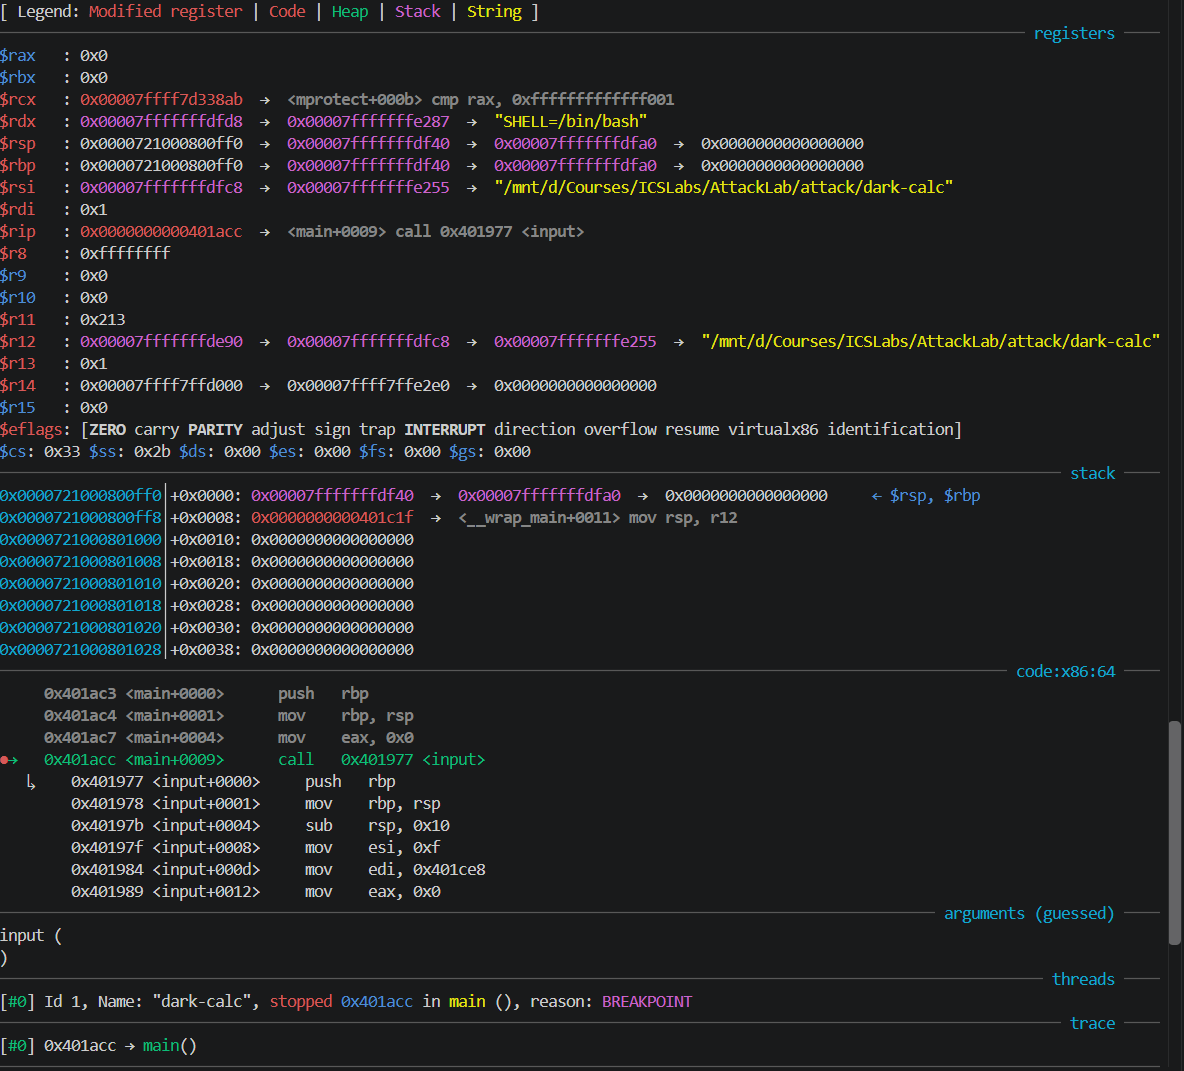 [ Legend: Modified register | Code | Heap | Stack | String ]
registers
$rax   : 0x0
$rbx   : 0x0
$rcx   : 0x00007ffff7d338ab  →  <mprotect+000b> cmp rax, 0xfffffffffffff001
$rdx   : 0x00007fffffffdfd8  →  0x00007fffffffe287  →  "SHELL=/bin/bash"
$rsp   : 0x0000721000800ff0  →  0x00007fffffffdf40  →  0x00007fffffffdfa0  →  0x0000000000000000
$rbp   : 0x0000721000800ff0  →  0x00007fffffffdf40  →  0x00007fffffffdfa0  →  0x0000000000000000
$rsi   : 0x00007fffffffdfc8  →  0x00007fffffffe255  →  "/mnt/d/Courses/ICSLabs/AttackLab/attack/dark-calc"
$rdi   : 0x1
$rip   : 0x0000000000401acc  →  <main+0009> call 0x401977 <input>
$r8    : 0xffffffff
$r9    : 0x0
$r10   : 0x0
$r11   : 0x213
$r12   : 0x00007fffffffde90  →  0x00007fffffffdfc8  →  0x00007fffffffe255  →  "/mnt/d/Courses/ICSLabs/AttackLab/attack/dark-calc"
$r13   : 0x1
$r14   : 0x00007ffff7ffd000  →  0x00007ffff7ffe2e0  →  0x0000000000000000
$r15   : 0x0
$eflags: [ZERO carry PARITY adjust sign trap INTERRUPT direction overflow resume virtualx86 identification]
$cs: 0x33 $ss: 0x2b $ds: 0x00 $es: 0x00 $fs: 0x00 $gs: 0x00
stack
0x0000721000800ff0│+0x0000: 0x00007fffffffdf40  →  0x00007fffffffdfa0  →  0x0000000000000000     ← $rsp, $rbp
0x0000721000800ff8│+0x0008: 0x0000000000401c1f  →  <__wrap_main+0011> mov rsp, r12
0x0000721000801000│+0x0010: 0x0000000000000000
0x0000721000801008│+0x0018: 0x0000000000000000
0x0000721000801010│+0x0020: 0x0000000000000000
0x0000721000801018│+0x0028: 0x0000000000000000
0x0000721000801020│+0x0030: 0x0000000000000000
0x0000721000801028│+0x0038: 0x0000000000000000
code:x86:64
0x401ac3 <main+0000>      push   rbp
0x401ac4 <main+0001>      mov    rbp, rsp
0x401ac7 <main+0004>      mov    eax, 0x0
●→   0x401acc <main+0009>      call   0x401977 <input>
↳    0x401977 <input+0000>     push   rbp
0x401978 <input+0001>     mov    rbp, rsp
0x40197b <input+0004>     sub    rsp, 0x10
0x40197f <input+0008>     mov    esi, 0xf
0x401984 <input+000d>     mov    edi, 0x401ce8
0x401989 <input+0012>     mov    eax, 0x0
arguments (guessed)
input (
)
threads
[#0] Id 1, Name: "dark-calc", stopped 0x401acc in main (), reason: BREAKPOINT
trace
[#0] 0x401acc → main()